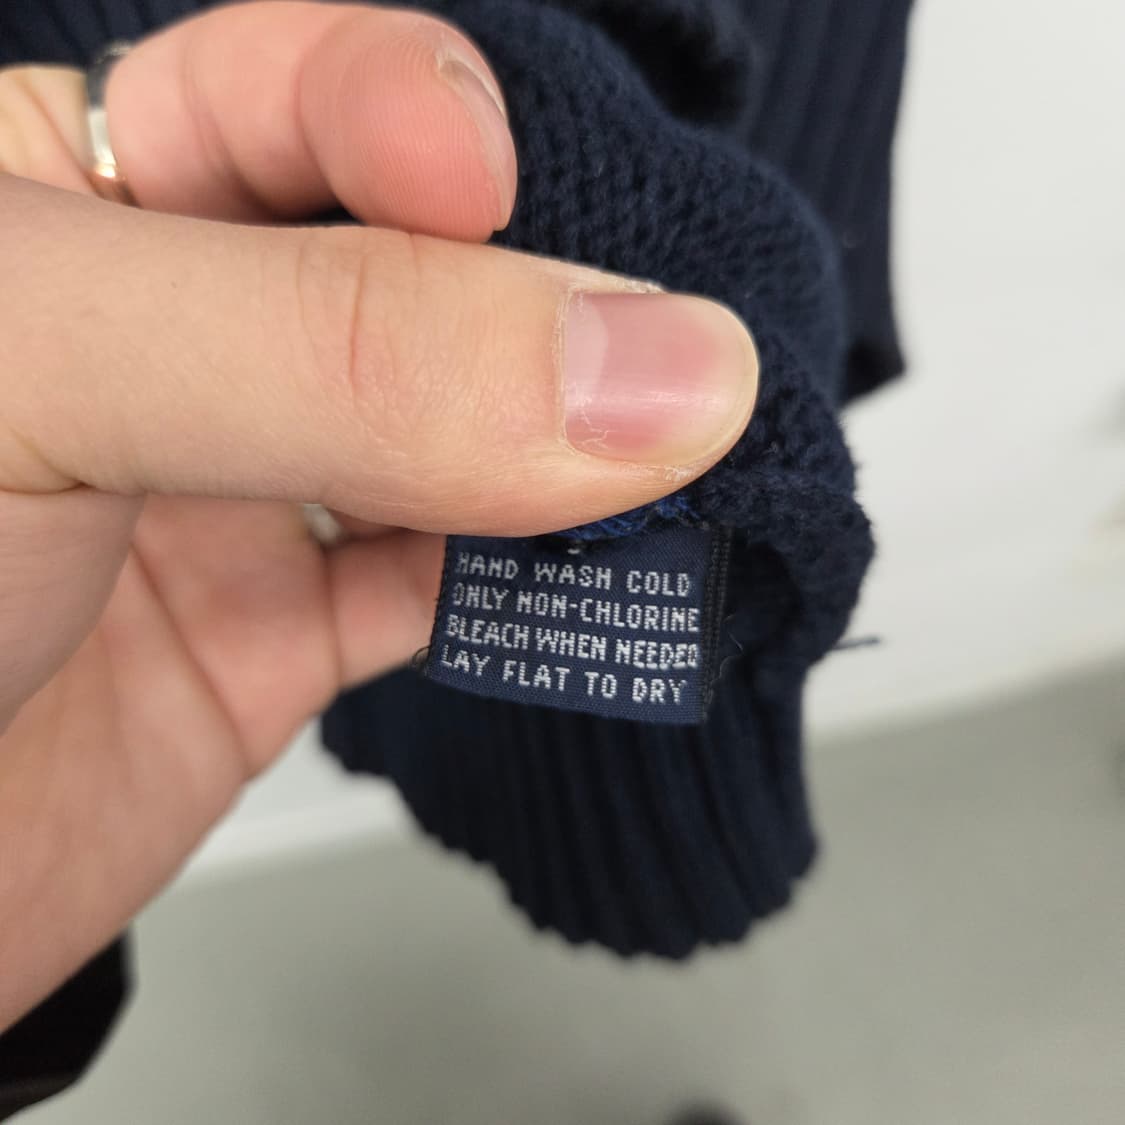 HAND WASH COLD
ONLY NON-CHLORINE
BLEACH WHEN NEEDED
LAY FLAT TO DRY